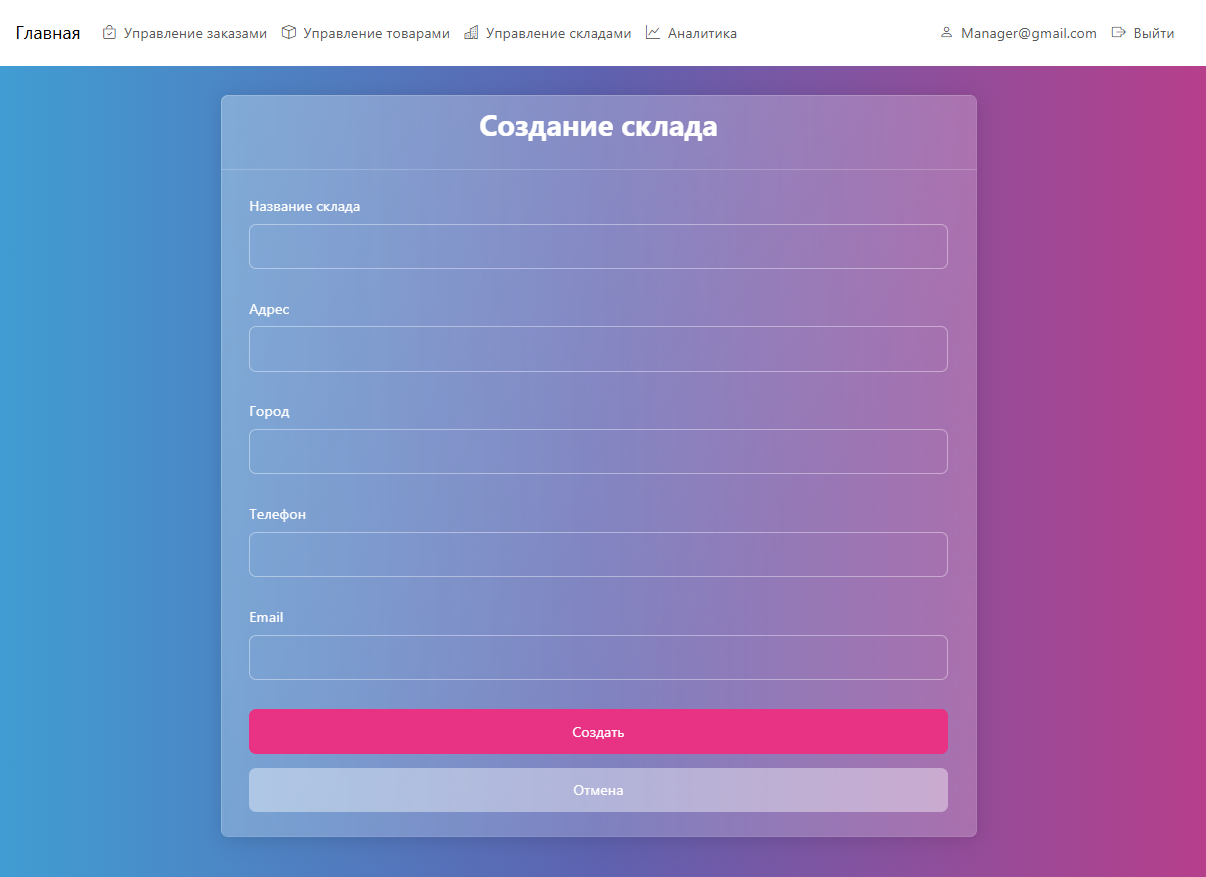 Главная Управление заказами Управление товарами Управление складами Аналитика Manager@gmail.com Выйти
Создание склада
Название склада
Адрес
Город
Телефон
Email
Создать
Отмена